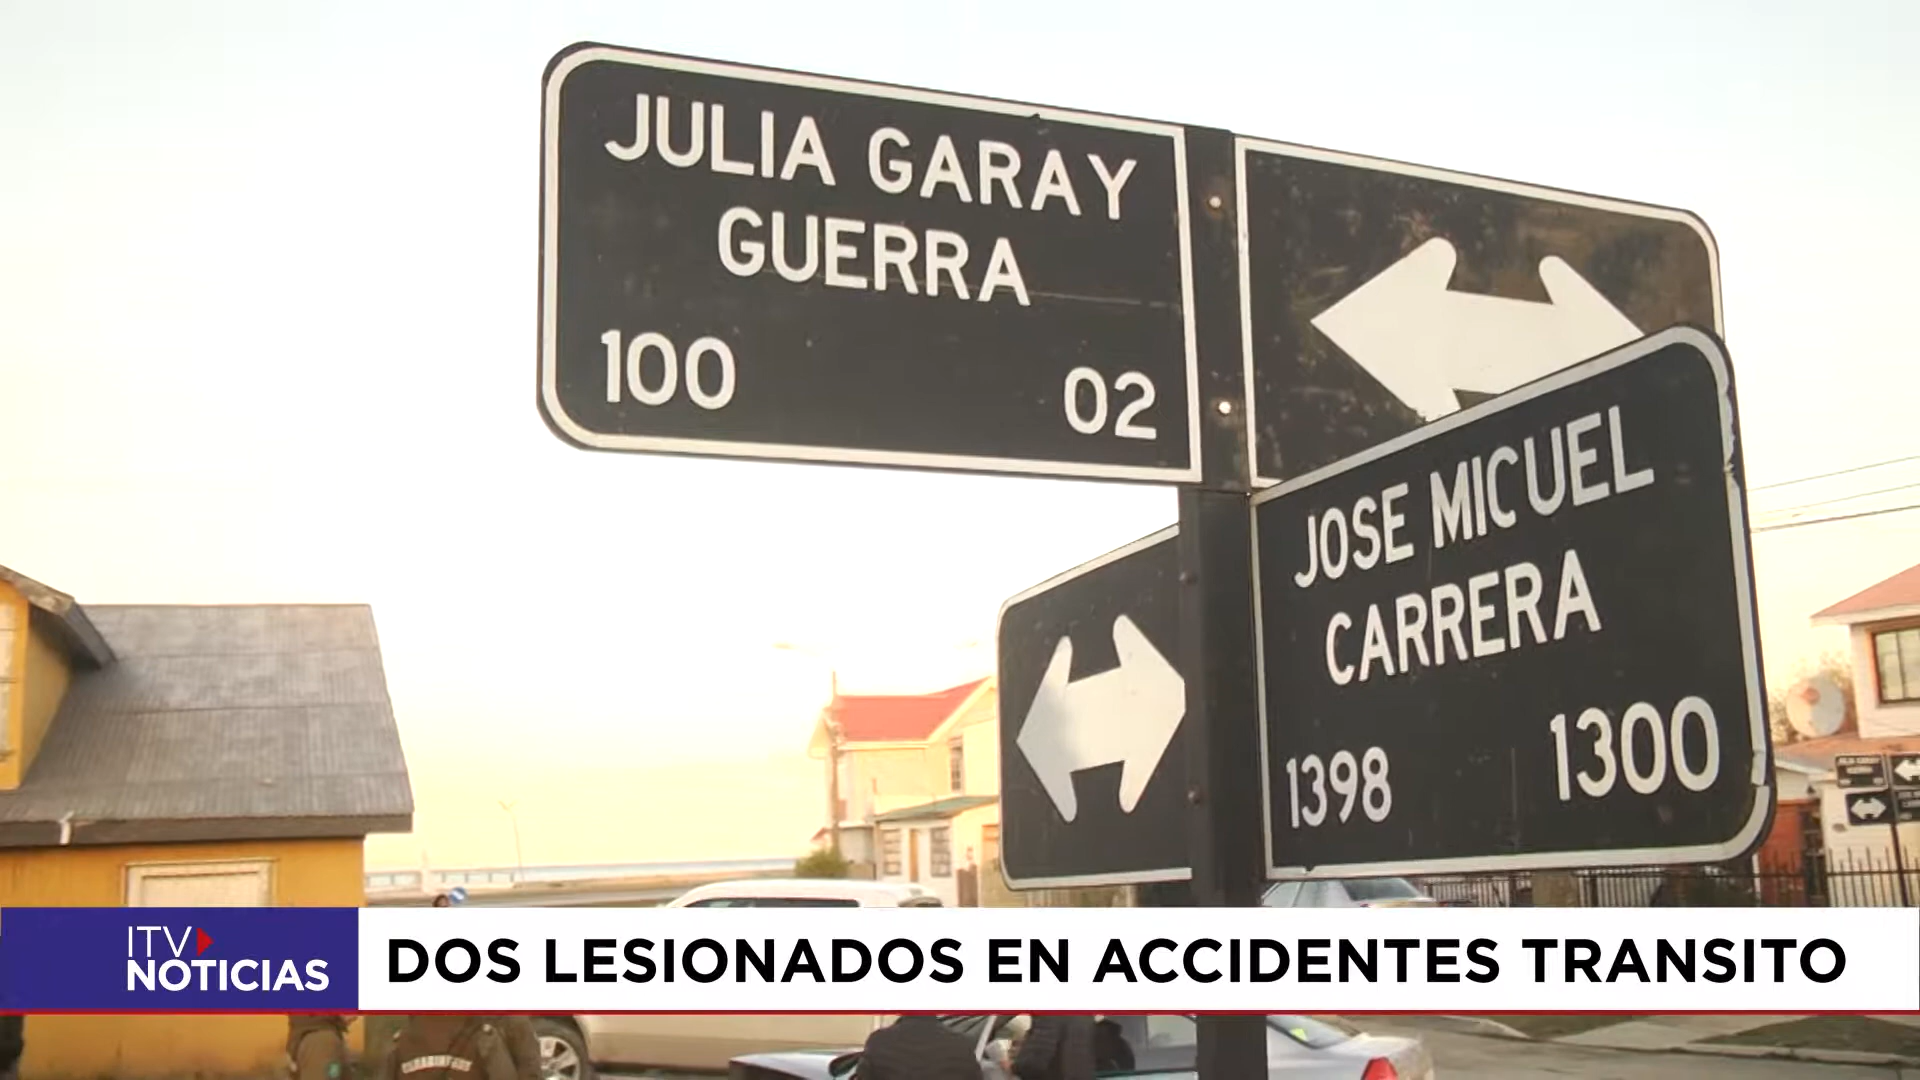 JULIA GARAY
GUERRA
100 02
JOSE MICUEL
CARRERA
1398 1300
ITV
NOTICIAS
DOS LESIONADOS EN ACCIDENTES TRANSITO